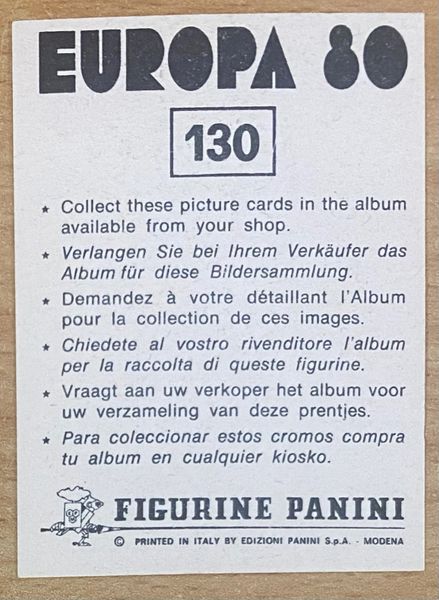 EUROPA 80
130
★ Collect these picture cards in the album
available from your shop.
★ Verlangen Sie bei Ihrem Verkäufer das
Album für diese Bildersammlung.
★ Demandez à votre détaillant l'Album
pour la collection de ces images.
★ Chiedete al vostro rivenditore l'album
per la raccolta di queste figurine.
★ Vraagt aan uw verkoper het album voor
uw verzameling van deze prentjes.
★ Para coleccionar estos cromos compra
tu album en cualquier kiosko.
FIGURINE PANINI
© PRINTED IN ITALY BY EDIZIONI PANINI S.p.A. - MODENA